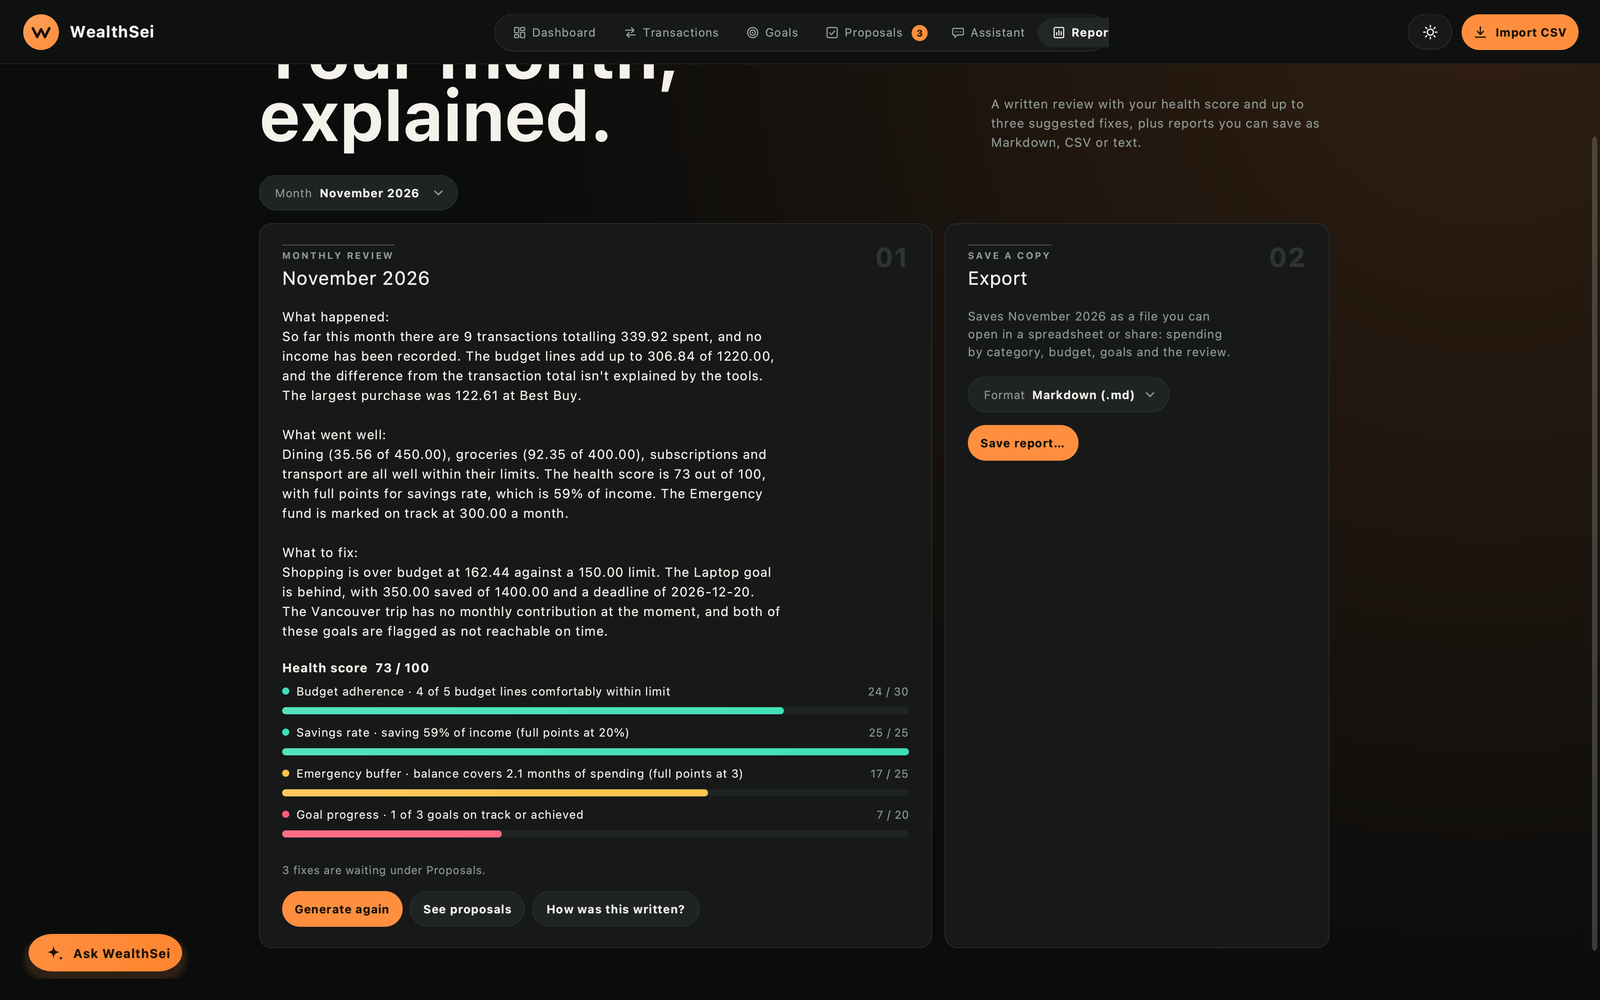 WealthSei
Dashboard
Transactions
Goals
Proposals 3
Assistant
Repor
Import CSV
Your month,
explained.
A written review with your health score and up to
three suggested fixes, plus reports you can save as
Markdown, CSV or text.
Month November 2026
MONTHLY REVIEW
01
November 2026
What happened:
So far this month there are 9 transactions totalling 339.92 spent, and no
income has been recorded. The budget lines add up to 306.84 of 1220.00,
and the difference from the transaction total isn't explained by the tools.
The largest purchase was 122.61 at Best Buy.
What went well:
Dining (35.56 of 450.00), groceries (92.35 of 400.00), subscriptions and
transport are all well within their limits. The health score is 73 out of 100,
with full points for savings rate, which is 59% of income. The Emergency
fund is marked on track at 300.00 a month.
What to fix:
Shopping is over budget at 162.44 against a 150.00 limit. The Laptop goal
is behind, with 350.00 saved of 1400.00 and a deadline of 2026-12-20.
The Vancouver trip has no monthly contribution at the moment, and both of
these goals are flagged as not reachable on time.
Health score 73 / 100
Budget adherence · 4 of 5 budget lines comfortably within limit 24 / 30
Savings rate · saving 59% of income (full points at 20%) 25 / 25
Emergency buffer · balance covers 2.1 months of spending (full points at 3) 17 / 25
Goal progress · 1 of 3 goals on track or achieved 7 / 20
3 fixes are waiting under Proposals.
Generate again
See proposals
How was this written?
SAVE A COPY
02
Export
Saves November 2026 as a file you can
open in a spreadsheet or share: spending
by category, budget, goals and the review.
Format Markdown (.md)
Save report...
Ask WealthSei